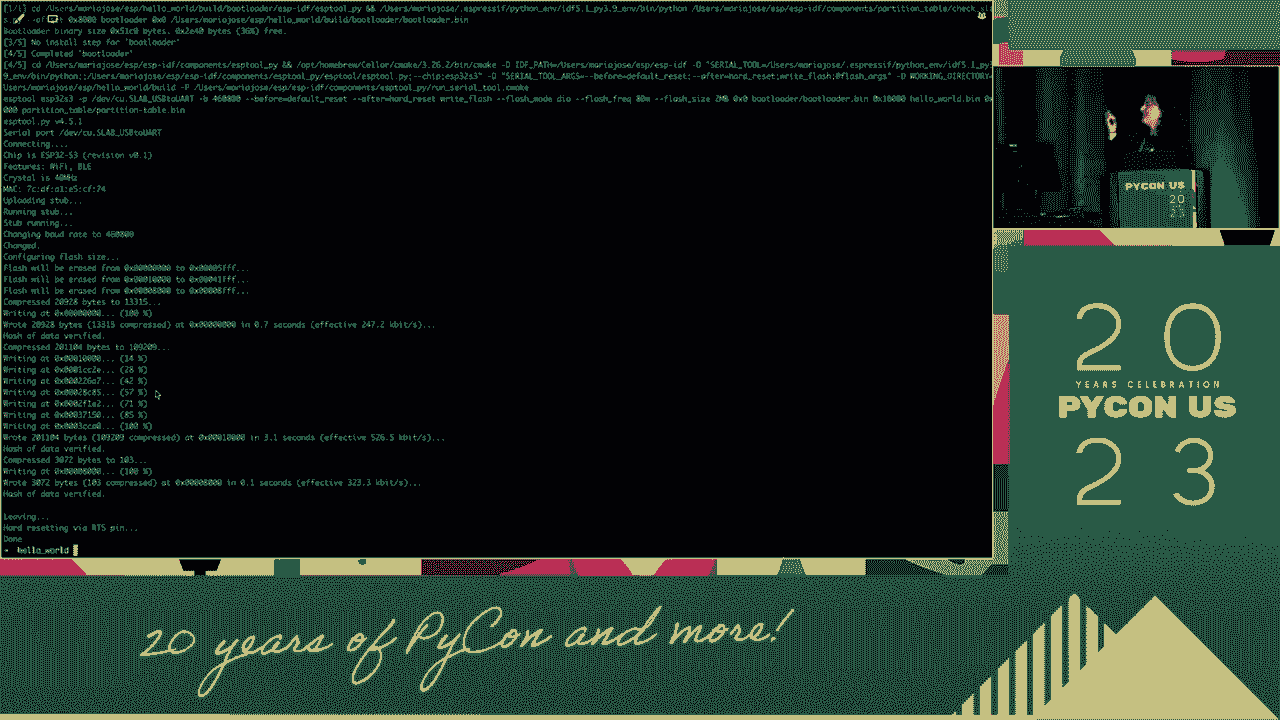 [1/1] cd /Users/mariajose/esp/hello_world/build/bootloader/esp-idf/esptool_py && /Users/mariajose/.espressif/python_env/idf5.1_py3.9_env/bin/python /Users/mariajose/esp/esp-idf/components/partition_table/check_si
0x8000 bootloader 0x0 /Users/mariajose/esp/hello_world/build/bootloader/bootloader.bin
Bootloader binary size 0x51c0 bytes. 0x2e40 bytes (36%) free.
[3/5] No install step for 'bootloader'
[4/5] Completed 'bootloader'
[4/5] cd /Users/mariajose/esp/esp-idf/components/esptool_py && /opt/homebrew/Cellar/cmake/3.26.2/bin/cmake -D IDF_PATH=/Users/mariajose/esp/esp-idf -D "SERIAL_TOOL=/Users/mariajose/.espressif/python_env/idf5.1_py3
9_env/bin/python;;/Users/mariajose/esp/esp-idf/components/esptool_py/esptool/esptool.py;--chip;esp32s3" -D "SERIAL_TOOL_ARGS=--before=default_reset;--after=hard_reset;write_flash;@flash_args" -D WORKING_DIRECTORY=
Users/mariajose/esp/hello_world/build -P /Users/mariajose/esp/esp-idf/components/esptool_py/run_serial_tool.cmake
esptool esp32s3 -p /dev/cu.SLAB_USBtoUART -b 460800 --before=default_reset --after=hard_reset write_flash --flash_mode dio --flash_freq 80m --flash_size 2MB 0x0 bootloader/bootloader.bin 0x10000 hello_world.bin 0x
000 partition_table/partition-table.bin
esptool.py v4.5.1
Serial port /dev/cu.SLAB_USBtoUART
Connecting....
Chip is ESP32-S3 (revision v0.1)
Features: WiFi, BLE
Crystal is 40MHz
MAC: 7c:df:a1:e5:cf:74
Uploading stub...
Running stub...
Stub running...
Changing baud rate to 460800
Changed.
Configuring flash size...
Flash will be erased from 0x00000000 to 0x00005fff...
Flash will be erased from 0x00010000 to 0x00041fff...
Flash will be erased from 0x00008000 to 0x00008fff...
Compressed 20928 bytes to 13315...
Writing at 0x00000000... (100 %)
Wrote 20928 bytes (13315 compressed) at 0x00000000 in 0.7 seconds (effective 247.2 kbit/s)...
Hash of data verified.
Compressed 201104 bytes to 109209...
Writing at 0x00010000... (14 %)
Writing at 0x0001cc2e... (28 %)
Writing at 0x000226a7... (42 %)
Writing at 0x00028c85... (57 %)
Writing at 0x0002f1e2... (71 %)
Writing at 0x00037150... (85 %)
Writing at 0x0003cca0... (100 %)
Wrote 201104 bytes (109209 compressed) at 0x00010000 in 3.1 seconds (effective 526.5 kbit/s)...
Hash of data verified.
Compressed 3072 bytes to 103...
Writing at 0x00008000... (100 %)
Wrote 3072 bytes (103 compressed) at 0x00008000 in 0.1 seconds (effective 323.3 kbit/s)...
Hash of data verified.
Leaving...
Hard resetting via RTS pin...
Done
hello_world
PYCON US
20
23
20
YEARS CELEBRATION
PYCON US
23
20 years of PyCon and more!